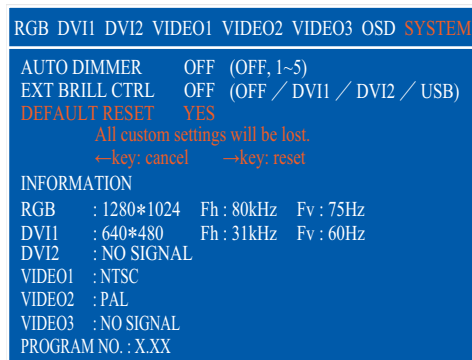 RGB DVI1 DVI2 VIDEO1 VIDEO2 VIDEO3 OSD SYSTEM
AUTO DIMMER OFF (OFF, 1~5)
EXT BRILL CTRL OFF (OFF / DVI1 / DVI2 / USB)
DEFAULT RESET YES
All custom settings will be lost.
←key: cancel →key: reset
INFORMATION
RGB : 1280*1024 Fh : 80kHz Fv : 75Hz
DVI1 : 640*480 Fh : 31kHz Fv : 60Hz
DVI2 : NO SIGNAL
VIDEO1 : NTSC
VIDEO2 : PAL
VIDEO3 : NO SIGNAL
PROGRAM NO. : X.XX